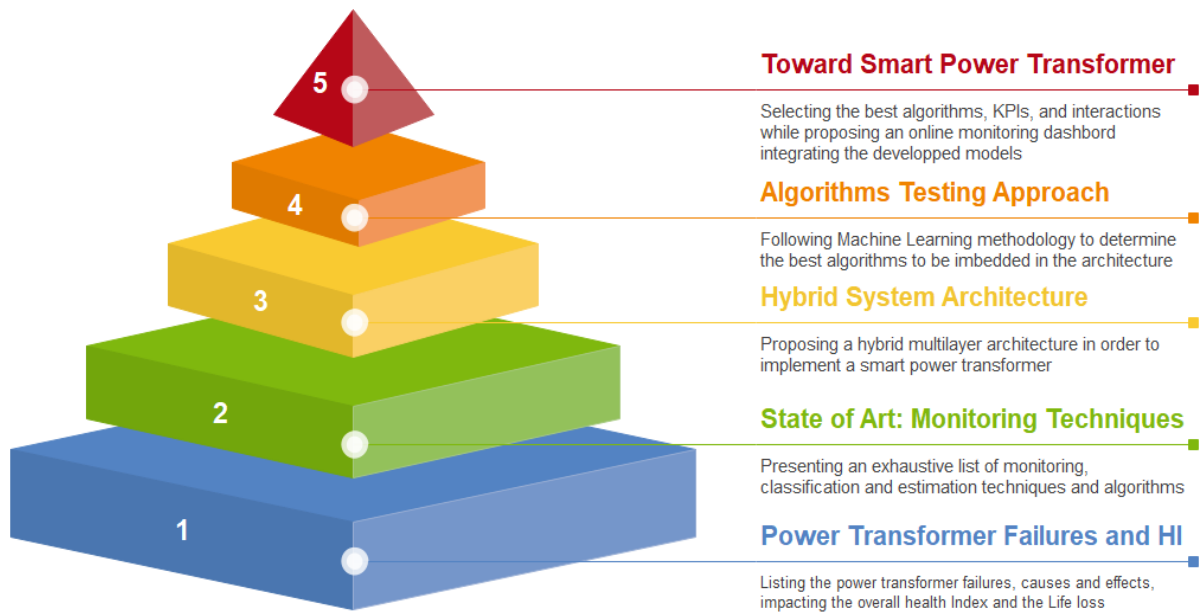 5
Toward Smart Power Transformer
Selecting the best algorithms, KPIs, and interactions
while proposing an online monitoring dashbord
integrating the developped models
4
Algorithms Testing Approach
Following Machine Learning methodology to determine
the best algorithms to be imbedded in the architecture
3
Hybrid System Architecture
Proposing a hybrid multilayer architecture in order to
implement a smart power transformer
2
State of Art: Monitoring Techniques
Presenting an exhaustive list of monitoring,
classification and estimation techniques and algorithms
1
Power Transformer Failures and HI
Listing the power transformer failures, causes and effects,
impacting the overall health Index and the Life loss